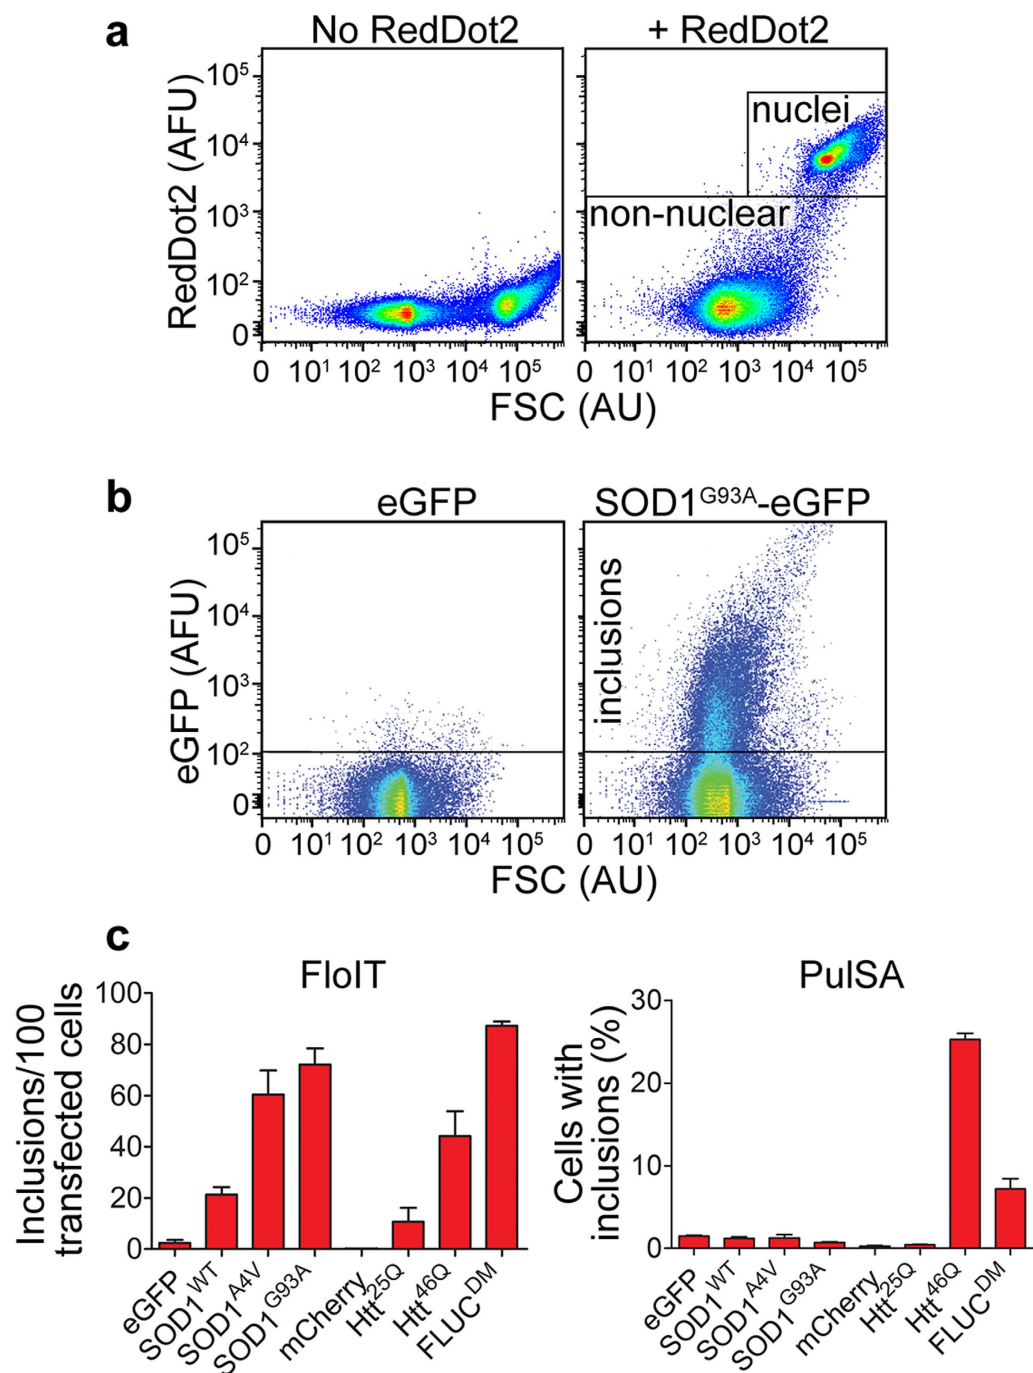 a
No RedDot2
+ RedDot2
RedDot2 (AFU)
10⁵
10⁴
10³
10²
0
nuclei
non-nuclear
0 10¹ 10² 10³ 10⁴ 10⁵
0 10¹ 10² 10³ 10⁴ 10⁵
FSC (AU)
b
eGFP
SOD1ᴳ⁹³ᴬ-eGFP
eGFP (AFU)
10⁵
10⁴
10³
10²
0
inclusions
0 10¹ 10² 10³ 10⁴ 10⁵
0 10¹ 10² 10³ 10⁴ 10⁵
FSC (AU)
c
FloIT
Inclusions/100
transfected cells
100
80
60
40
20
0
eGFP
SOD1ᵂᵀ
SOD1ᴬ⁴ⱽ
SOD1ᴳ⁹³ᴬ
mCherry
Htt²⁵Q
Htt⁴⁶Q
FLUCᴰᴹ
PulSA
Cells with
inclusions (%)
30
20
10
0
eGFP
SOD1ᵂᵀ
SOD1ᴬ⁴ⱽ
SOD1ᴳ⁹³ᴬ
mCherry
Htt²⁵Q
Htt⁴⁶Q
FLUCᴰᴹ